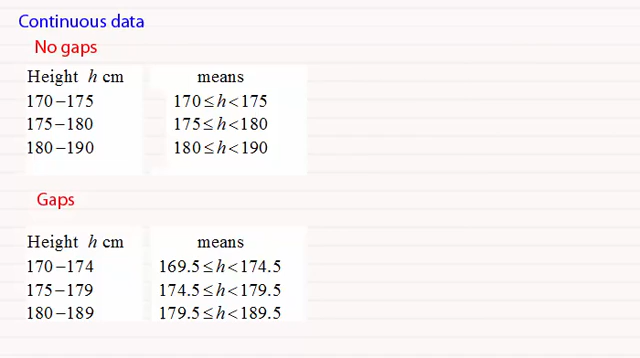 Continuous data
No gaps
Height h cm means
170–175 170≤h<175
175–180 175≤h<180
180–190 180≤h<190
Gaps
Height h cm means
170–174 169.5≤h<174.5
175–179 174.5≤h<179.5
180–189 179.5≤h<189.5